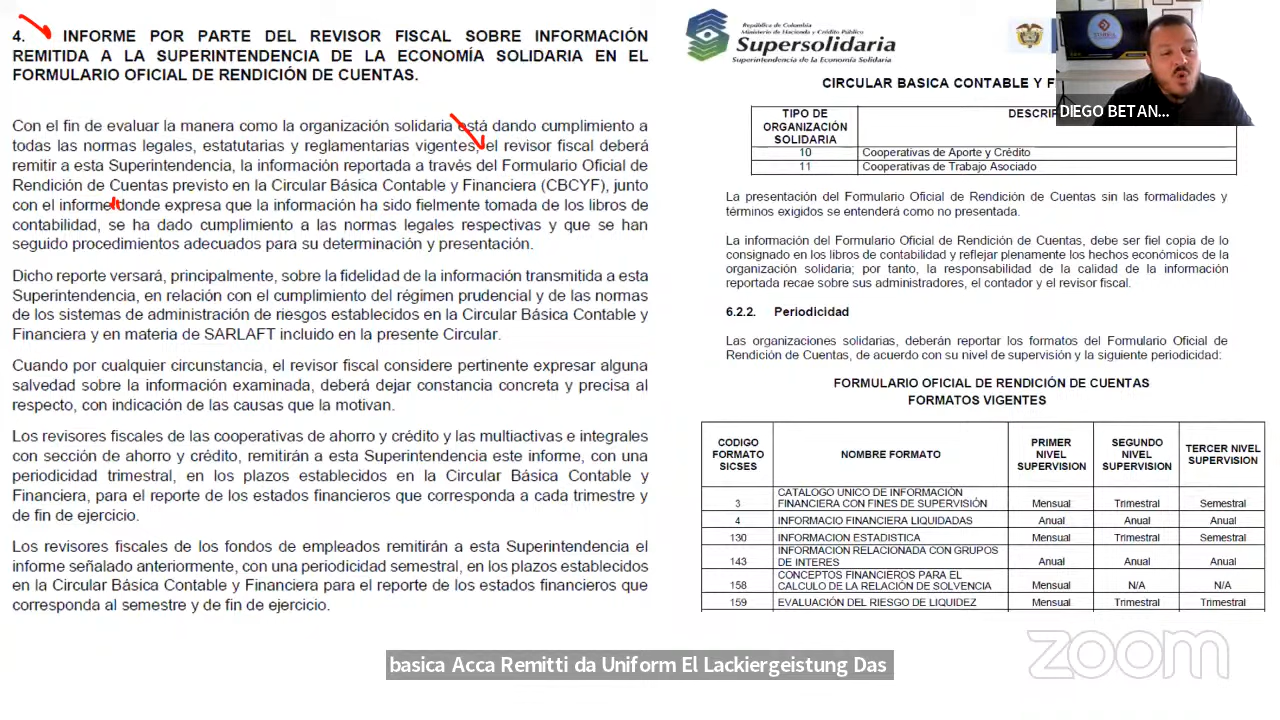 4. INFORME POR PARTE DEL REVISOR FISCAL SOBRE INFORMACIÓN
REMITIDA A LA SUPERINTENDENCIA DE LA ECONOMÍA SOLIDARIA EN EL
FORMULARIO OFICIAL DE RENDICIÓN DE CUENTAS.
Con el fin de evaluar la manera como la organización solidaria está dando cumplimiento a
todas las normas legales, estatutarias y reglamentarias vigentes, el revisor fiscal deberá
remitir a esta Superintendencia, la información reportada a través del Formulario Oficial de
Rendición de Cuentas previsto en la Circular Básica Contable y Financiera (CBCYF), junto
con el informe donde expresa que la información ha sido fielmente tomada de los libros de
contabilidad, se ha dado cumplimiento a las normas legales respectivas y que se han
seguido procedimientos adecuados para su determinación y presentación.
Dicho reporte versará, principalmente, sobre la fidelidad de la información transmitida a esta
Superintendencia, en relación con el cumplimiento del régimen prudencial y de las normas
de los sistemas de administración de riesgos establecidos en la Circular Básica Contable y
Financiera y en materia de SARLAFT incluido en la presente Circular.
Cuando por cualquier circunstancia, el revisor fiscal considere pertinente expresar alguna
salvedad sobre la información examinada, deberá dejar constancia concreta y precisa al
respecto, con indicación de las causas que la motivan.
Los revisores fiscales de las cooperativas de ahorro y crédito y las multiactivas e integrales
con sección de ahorro y crédito, remitirán a esta Superintendencia este informe, con una
periodicidad trimestral, en los plazos establecidos en la Circular Básica Contable y
Financiera, para el reporte de los estados financieros que corresponda a cada trimestre y
de fin de ejercicio.
Los revisores fiscales de los fondos de empleados remitirán a esta Superintendencia el
informe señalado anteriormente, con una periodicidad semestral, en los plazos establecidos
en la Circular Básica Contable y Financiera para el reporte de los estados financieros que
corresponda al semestre y de fin de ejercicio.
República de Colombia
Ministerio de Hacienda y Crédito Público
Supersolidaria
Superintendencia de la Economía Solidaria
CIRCULAR BASICA CONTABLE Y F
DIEGO BETAN...
TIPO DE ORGANIZACIÓN SOLIDARIA DESCRIP
10 Cooperativas de Aporte y Crédito
11 Cooperativas de Trabajo Asociado
La presentación del Formulario Oficial de Rendición de Cuentas sin las formalidades y
términos exigidos se entenderá como no presentada.
La información del Formulario Oficial de Rendición de Cuentas, debe ser fiel copia de lo
consignado en los libros de contabilidad y reflejar plenamente los hechos económicos de la
organización solidaria; por tanto, la responsabilidad de la calidad de la información
reportada recae sobre sus administradores, el contador y el revisor fiscal.
6.2.2. Periodicidad
Las organizaciones solidarias, deberán reportar los formatos del Formulario Oficial de
Rendición de Cuentas, de acuerdo con su nivel de supervisión y la siguiente periodicidad:
FORMULARIO OFICIAL DE RENDICIÓN DE CUENTAS
FORMATOS VIGENTES
CODIGO FORMATO SICSES NOMBRE FORMATO PRIMER NIVEL SUPERVISION SEGUNDO NIVEL SUPERVISION TERCER NIVEL SUPERVISION
3 CATALOGO UNICO DE INFORMACIÓN FINANCIERA CON FINES DE SUPERVISIÓN Mensual Trimestral Semestral
4 INFORMACIO FINANCIERA LIQUIDADAS Anual Anual Anual
130 INFORMACION ESTADISTICA Mensual Trimestral Semestral
143 INFORMACION RELACIONADA CON GRUPOS DE INTERES Anual Anual Anual
158 CONCEPTOS FINANCIEROS PARA EL CALCULO DE LA RELACIÓN DE SOLVENCIA Mensual N/A N/A
159 EVALUACIÓN DEL RIESGO DE LIQUIDEZ Mensual Trimestral Trimestral
zoom
basica Acca Remitti da Uniform El Lackiergeistung Das